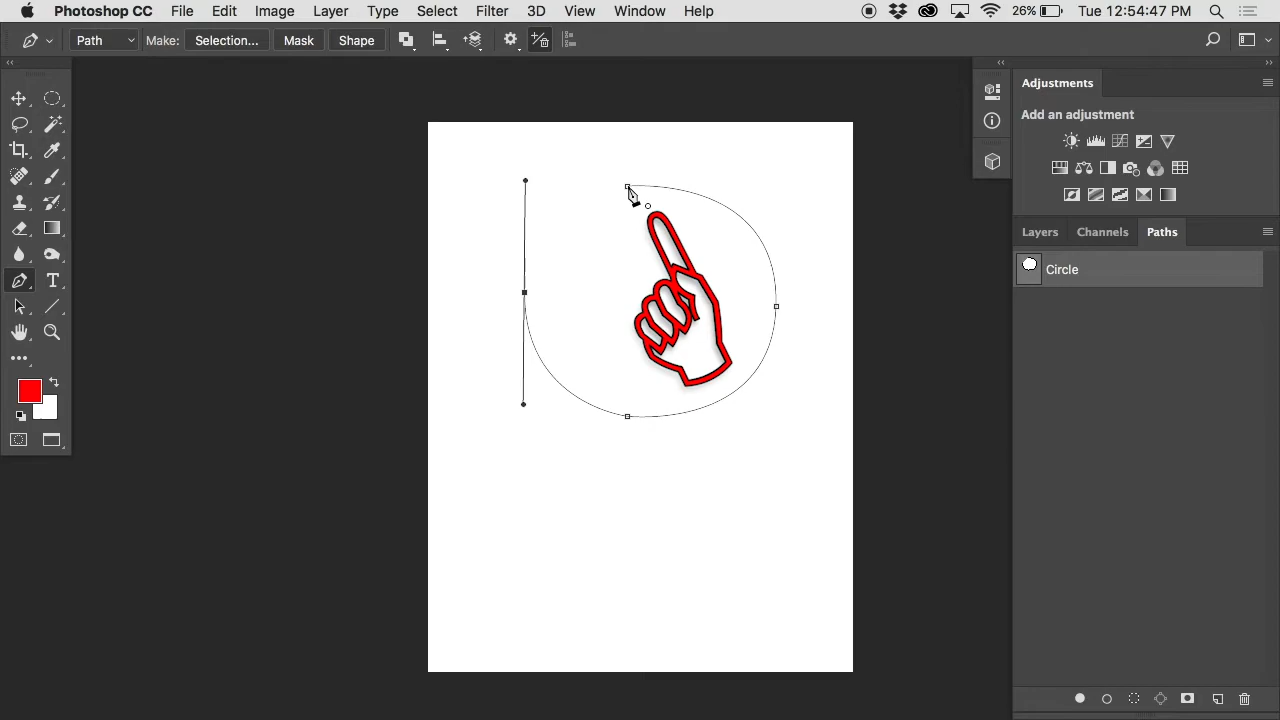 Photoshop CC File Edit Image Layer Type Select Filter 3D View Window Help 26% Tue 12:54:47 PM
Path Make: Selection... Mask Shape
Adjustments
Add an adjustment
Layers Channels Paths
Circle